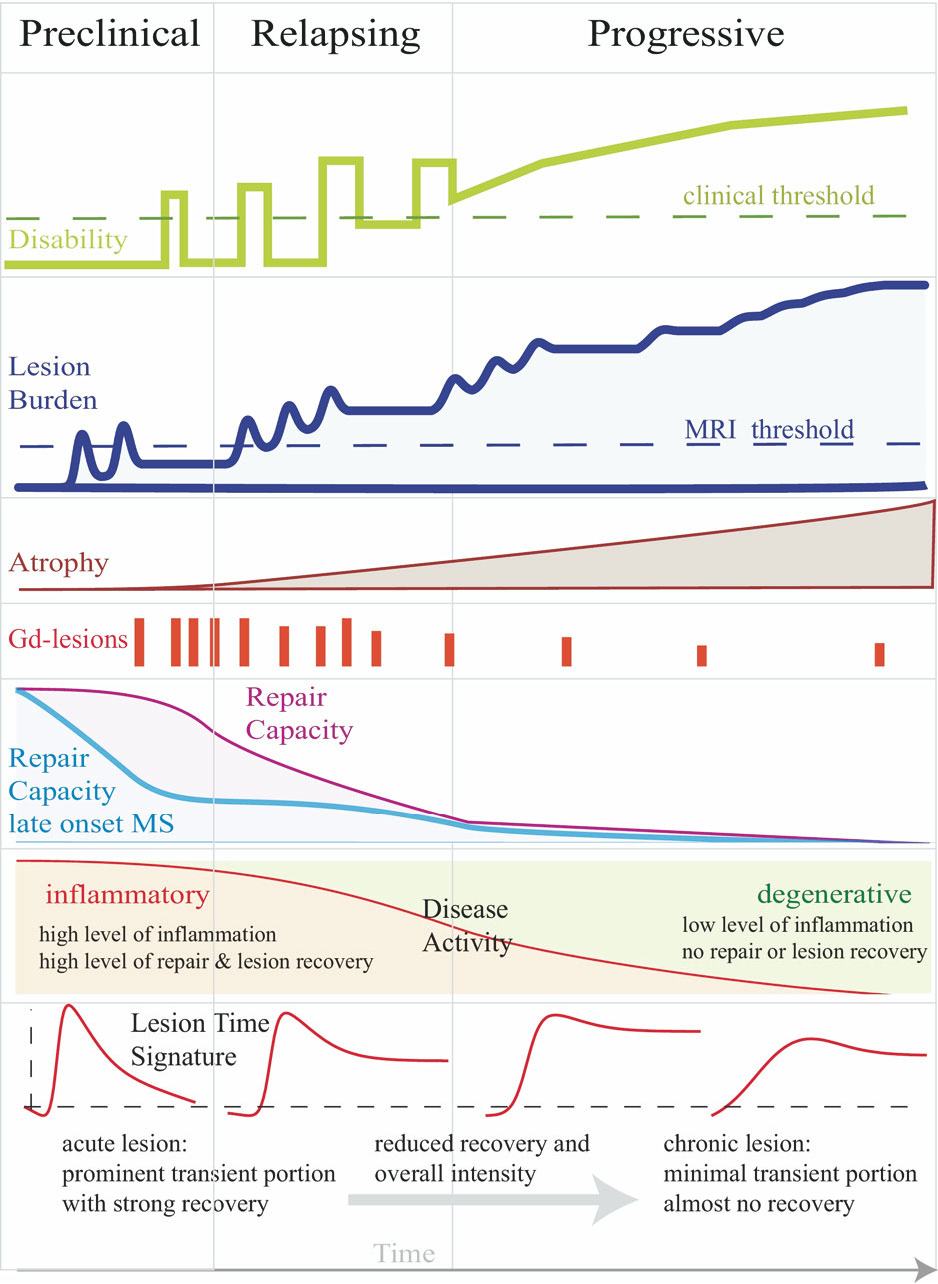 Preclinical
Relapsing
Progressive
clinical threshold
Disability
Lesion
Burden
MRI threshold
Atrophy
Gd-lesions
Repair
Capacity
Repair
Capacity
late onset MS
inflammatory
high level of inflammation
high level of repair & lesion recovery
Disease
Activity
degenerative
low level of inflammation
no repair or lesion recovery
Lesion Time
Signature
acute lesion:
prominent transient portion
with strong recovery
reduced recovery and
overall intensity
chronic lesion:
minimal transient portion
almost no recovery
Time